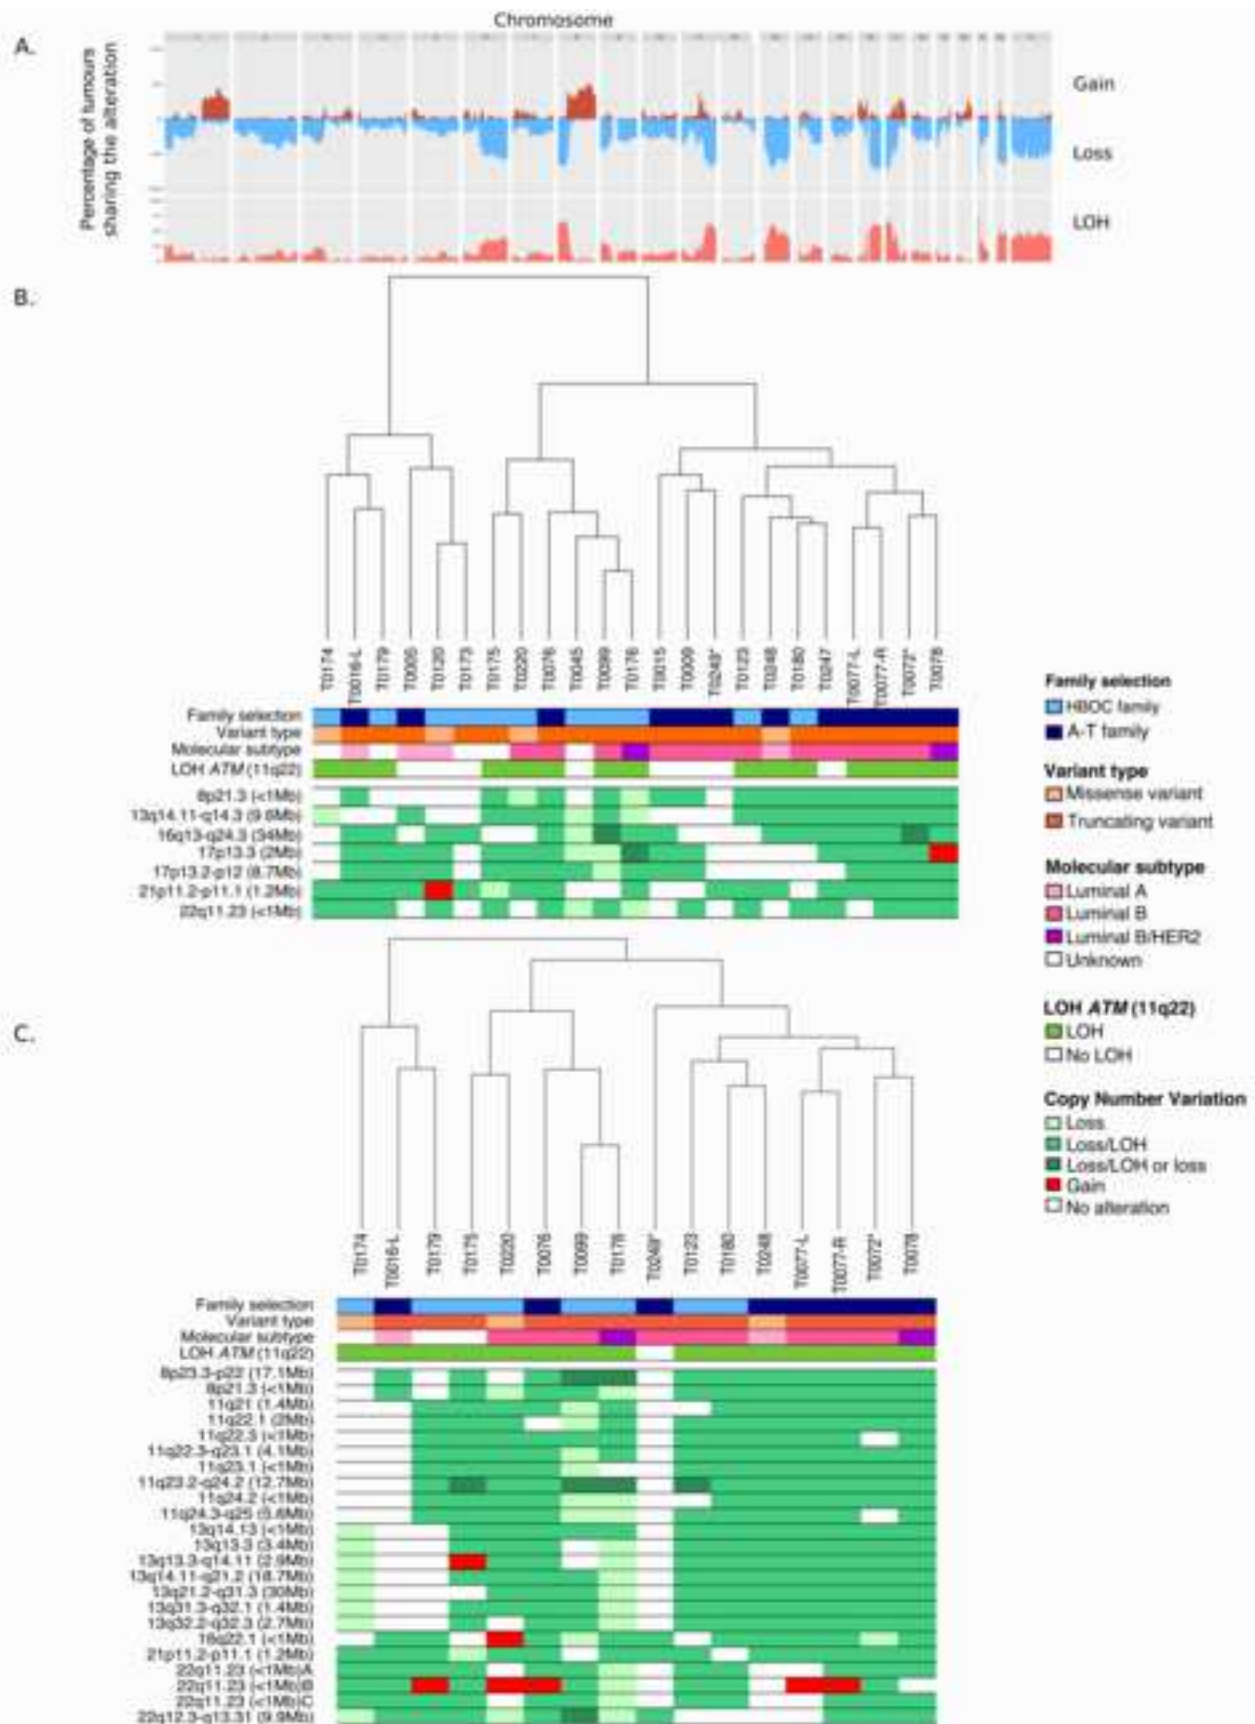 Chromosome
A.
Percentage of tumours
sharing the alteration
Gain
Loss
LOH
B.
T0174
T0016-L
T0179
T0005
T0120
T0173
T0175
T0220
T0076
T0045
T0099
T0176
T0015
T0009
T0249*
T0123
T0248
T0180
T0247
T0077-L
T0077-R
T0072*
T0078
Family selection
Variant type
Molecular subtype
LOH ATM (11q22)
8p21.3 (<1Mb)
13q14.11-q14.3 (9.6Mb)
16q13-q24.3 (34Mb)
17p13.3 (2Mb)
17p13.2-p12 (8.7Mb)
21p11.2-p11.1 (1.2Mb)
22q11.23 (<1Mb)
Family selection
HBOC family
A-T family
Variant type
Missense variant
Truncating variant
Molecular subtype
Luminal A
Luminal B
Luminal B/HER2
Unknown
LOH ATM (11q22)
LOH
No LOH
Copy Number Variation
Loss
Loss/LOH
Loss/LOH or loss
Gain
No alteration
C.
T0174
T0016-L
T0179
T0175
T0220
T0076
T0099
T0176
T0249*
T0123
T0180
T0248
T0077-L
T0077-R
T0072*
T0078
Family selection
Variant type
Molecular subtype
LOH ATM (11q22)
8p23.3-p22 (17.1Mb)
8p21.3 (<1Mb)
11q21 (1.4Mb)
11q22.1 (2Mb)
11q22.3 (<1Mb)
11q22.3-q23.1 (4.1Mb)
11q23.1 (<1Mb)
11q23.2-q24.2 (12.7Mb)
11q24.2 (<1Mb)
11q24.3-q25 (5.6Mb)
13q14.13 (<1Mb)
13q13.3 (3.4Mb)
13q13.3-q14.11 (2.9Mb)
13q14.11-q21.2 (18.7Mb)
13q21.2-q31.3 (30Mb)
13q31.3-q32.1 (1.4Mb)
13q32.2-q32.3 (2.7Mb)
16q22.1 (<1Mb)
21p11.2-p11.1 (1.2Mb)
22q11.23 (<1Mb)A
22q11.23 (<1Mb)B
22q11.23 (<1Mb)C
22q12.3-q13.31 (9.9Mb)